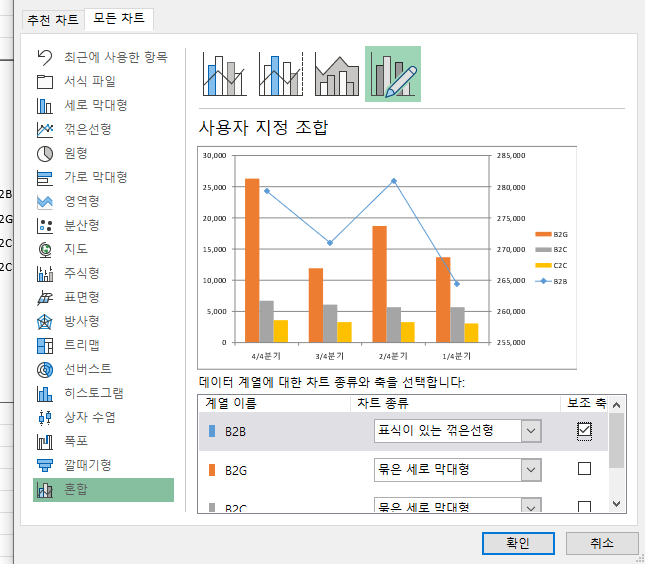 추천 차트
모든 차트
최근에 사용한 항목
서식 파일
세로 막대형
꺾은선형
원형
가로 막대형
영역형
분산형
지도
주식형
표면형
방사형
트리맵
선버스트
히스토그램
상자 수염
폭포
깔때기형
혼합
2B
2G
2C
2C
사용자 지정 조합
30,000
25,000
20,000
15,000
10,000
5,000
0
285,000
280,000
275,000
270,000
265,000
260,000
255,000
4/4분기
3/4분기
2/4분기
1/4분기
B2G
B2C
C2C
B2B
데이터 계열에 대한 차트 종류와 축을 선택합니다:
계열 이름 차트 종류 보조 축
B2B 표식이 있는 꺾은선형
B2G 묶은 세로 막대형
B2C 묶은 세로 막대형
확인 취소